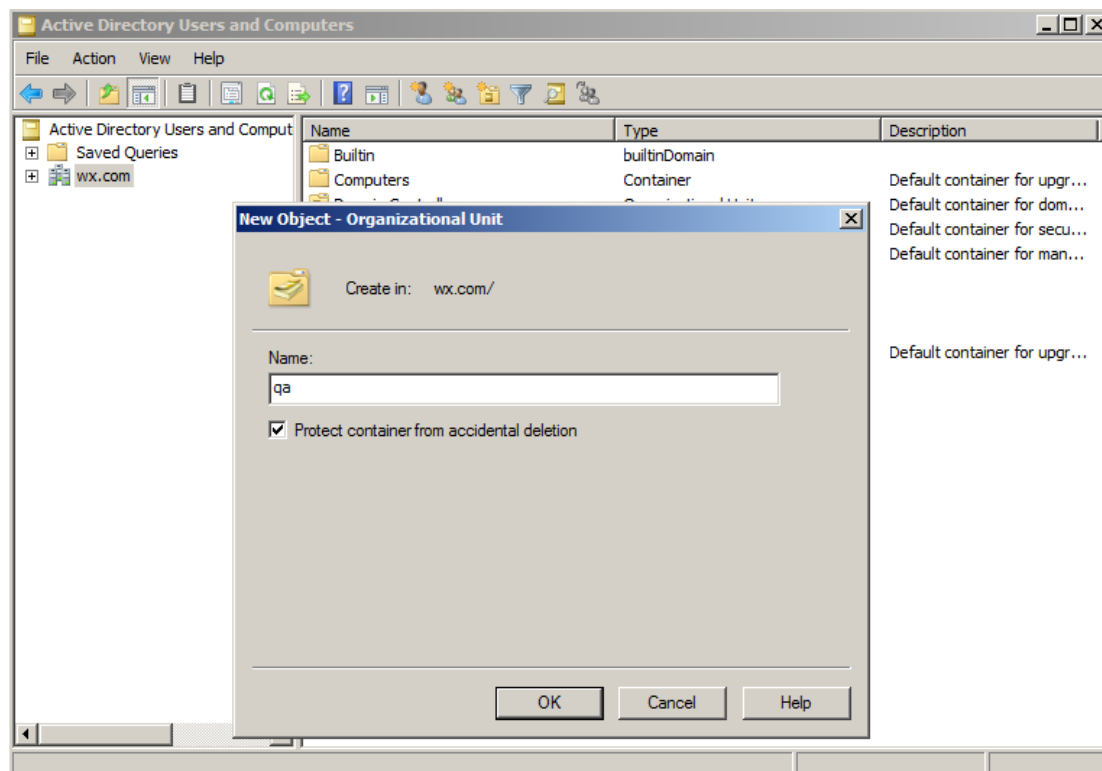 Active Directory Users and Computers
File Action View Help
Active Directory Users and Comput
Saved Queries
wx.com
Name Type Description
Builtin builtinDomain
Computers Container Default container for upgr...
Default container for dom...
Default container for secu...
Default container for man...
Default container for upgr...
New Object - Organizational Unit
Create in: wx.com/
Name:
qa
Protect container from accidental deletion
OK Cancel Help